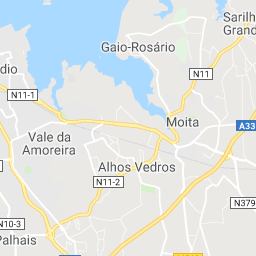 Sarilh
Grand
Gaio-Rosário
dio
N11
N11-1
Moita
A33
Vale da
Amoreira
Alhos Vedros
N11-2
N379
N10-3
Palhais